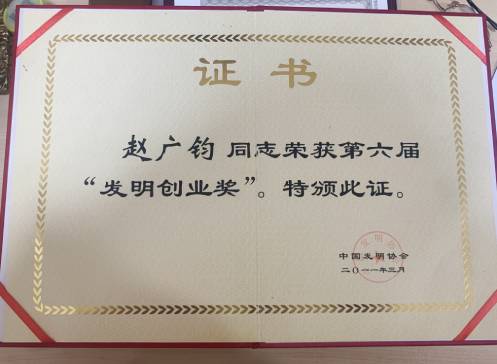 证书
赵广钧 同志荣获第六届
“发明创业奖”。特颁此证。
中国发明协会
二〇一一年三月